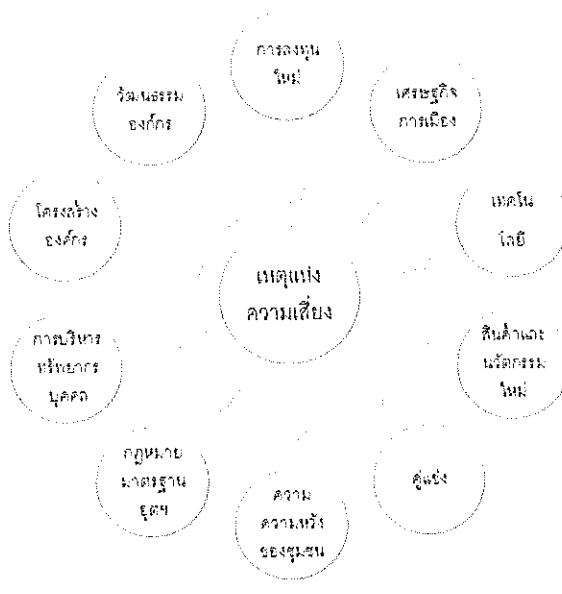 การลงทุน
ใหม่
เศรษฐกิจ
การเมือง
เทคโน
โลยี
สินค้าและ
นวัตกรรม
ใหม่
คู่แข่ง
ความ
ความหวัง
ของชุมชน
กฎหมาย
มาตรฐาน
อุตฯ
การบริหาร
ทรัพยากร
บุคคล
โครงสร้าง
องค์กร
วัฒนธรรม
องค์กร
เหตุแห่ง
ความเสี่ยง